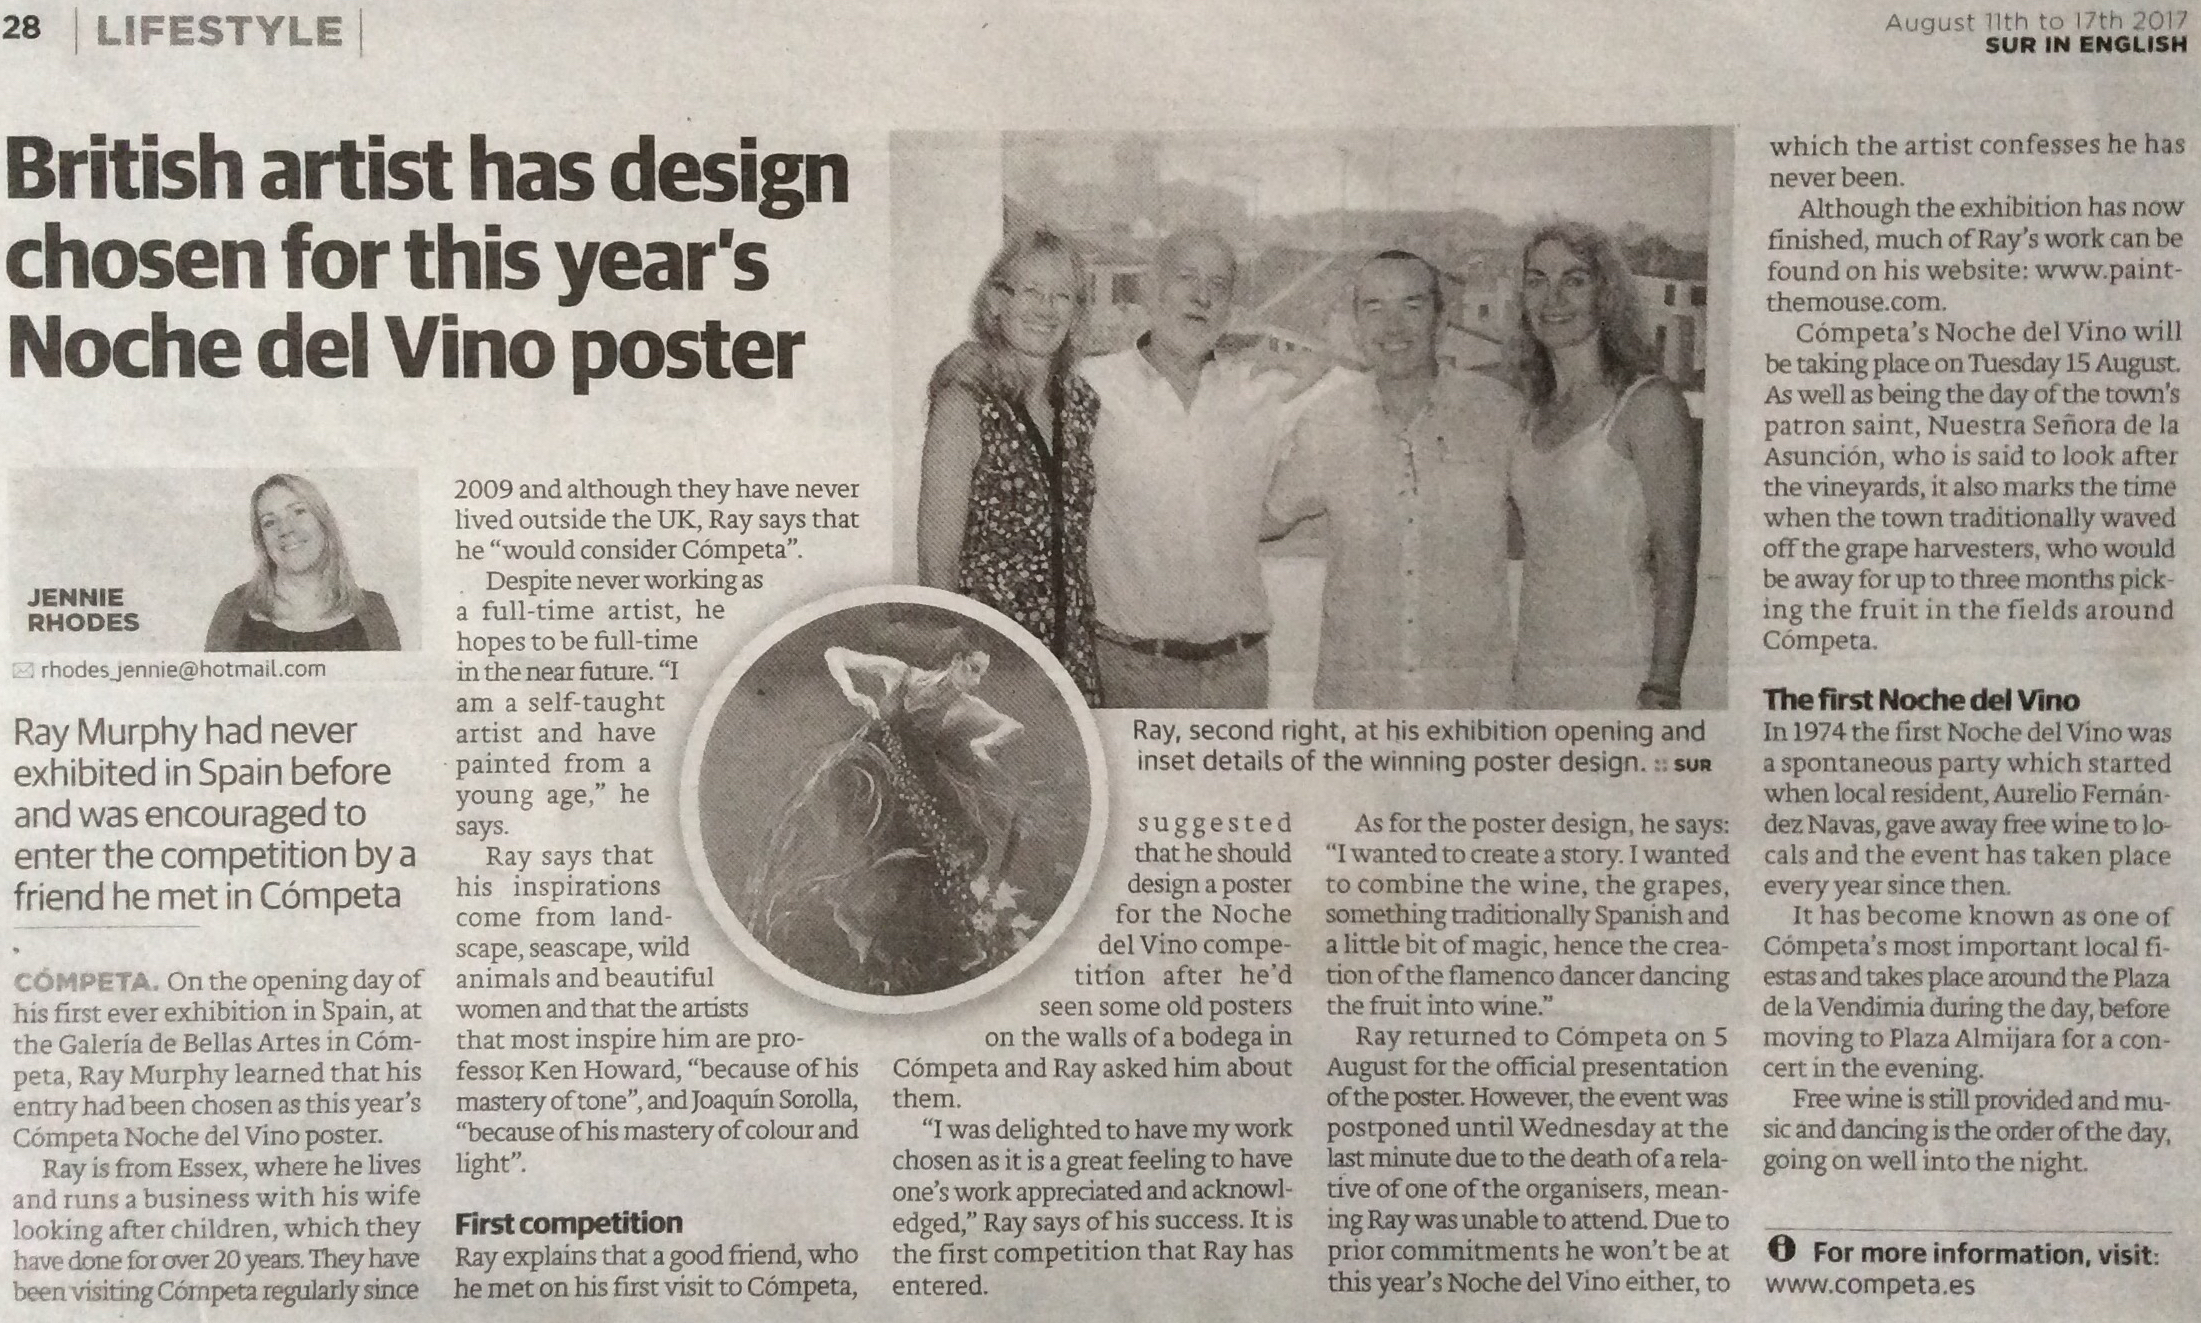 28 | LIFESTYLE |
August 11th to 17th 2017
SUR IN ENGLISH
British artist has design
chosen for this year's
Noche del Vino poster
JENNIE
RHODES
rhodes_jennie@hotmail.com
Ray Murphy had never
exhibited in Spain before
and was encouraged to
enter the competition by a
friend he met in Cómpeta
CÓMPETA. On the opening day of
his first ever exhibition in Spain, at
the Galería de Bellas Artes in Cóm-
peta, Ray Murphy learned that his
entry had been chosen as this year's
Cómpeta Noche del Vino poster.
Ray is from Essex, where he lives
and runs a business with his wife
looking after children, which they
have done for over 20 years. They have
been visiting Cómpeta regularly since
2009 and although they have never
lived outside the UK, Ray says that
he “would consider Cómpeta”.
Despite never working as
a full-time artist, he
hopes to be full-time
in the near future. “I
am a self-taught
artist and have
painted from a
young age,” he
says.
Ray says that
his inspirations
come from land-
scape, seascape, wild
animals and beautiful
women and that the artists
that most inspire him are pro-
fessor Ken Howard, “because of his
mastery of tone”, and Joaquín Sorolla,
“because of his mastery of colour and
light”.
First competition
Ray explains that a good friend, who
he met on his first visit to Cómpeta,
Ray, second right, at his exhibition opening and
inset details of the winning poster design. :: SUR
suggested
that he should
design a poster
for the Noche
del Vino compe-
tition after he'd
seen some old posters
on the walls of a bodega in
Cómpeta and Ray asked him about
them.
“I was delighted to have my work
chosen as it is a great feeling to have
one's work appreciated and acknowl-
edged,” Ray says of his success. It is
the first competition that Ray has
entered.
As for the poster design, he says:
“I wanted to create a story. I wanted
to combine the wine, the grapes,
something traditionally Spanish and
a little bit of magic, hence the crea-
tion of the flamenco dancer dancing
the fruit into wine.”
Ray returned to Cómpeta on 5
August for the official presentation
of the poster. However, the event was
postponed until Wednesday at the
last minute due to the death of a rela-
tive of one of the organisers, mean-
ing Ray was unable to attend. Due to
prior commitments he won't be at
this year's Noche del Vino either, to
which the artist confesses he has
never been.
Although the exhibition has now
finished, much of Ray's work can be
found on his website: www.paint-
themouse.com.
Cómpeta's Noche del Vino will
be taking place on Tuesday 15 August.
As well as being the day of the town's
patron saint, Nuestra Señora de la
Asunción, who is said to look after
the vineyards, it also marks the time
when the town traditionally waved
off the grape harvesters, who would
be away for up to three months pick-
ing the fruit in the fields around
Cómpeta.
The first Noche del Vino
In 1974 the first Noche del Vino was
a spontaneous party which started
when local resident, Aurelio Fernán-
dez Navas, gave away free wine to lo-
cals and the event has taken place
every year since then.
It has become known as one of
Cómpeta's most important local fi-
estas and takes place around the Plaza
de la Vendimia during the day, before
moving to Plaza Almijara for a con-
cert in the evening.
Free wine is still provided and mu-
sic and dancing is the order of the day,
going on well into the night.
For more information, visit:
www.competa.es